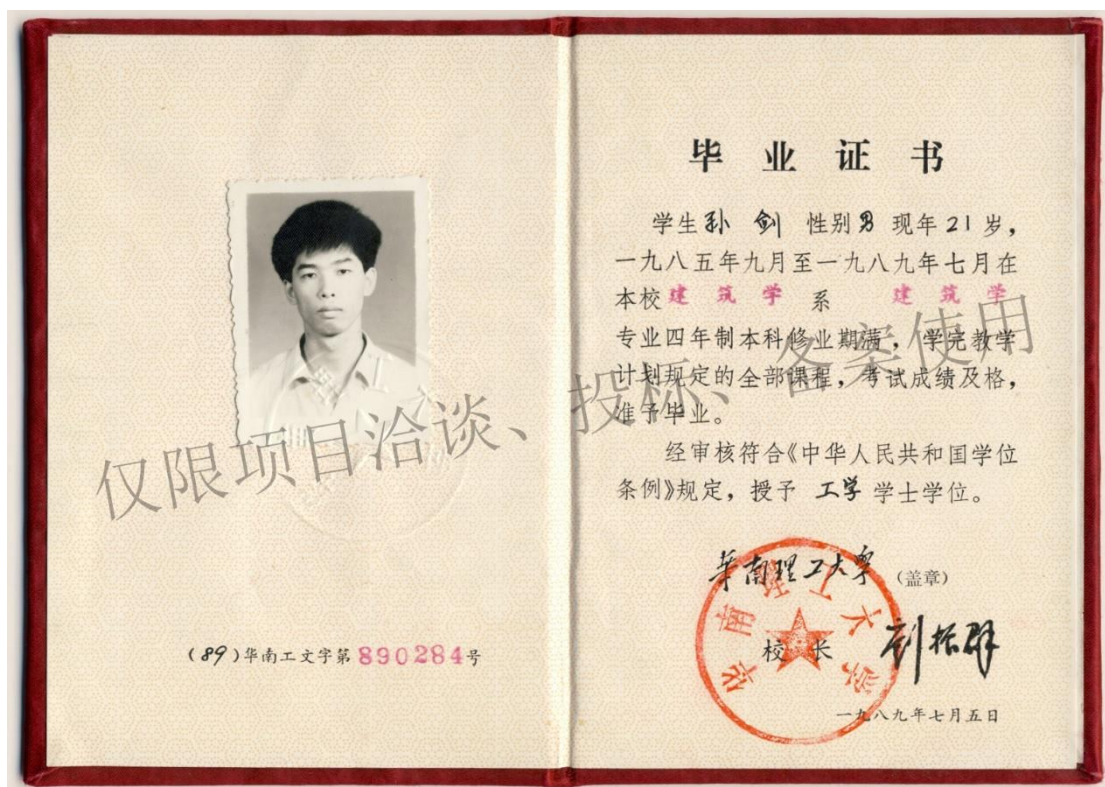 (89)华南工文字第890284号
毕业证书
学生孙剑 性别男 现年21岁，
一九八五年九月至一九八九年七月在
本校建筑学系 建筑学
专业四年制本科修业期满，学完教学
计划规定的全部课程，考试成绩及格，
准予毕业。
经审核符合《中华人民共和国学位
条例》规定，授予 工学 学士学位。
华南理工大学 (盖章)
校长 刘振群
一九八九年七月五日
华南理工大学
仅限项目洽谈、投标、备案使用